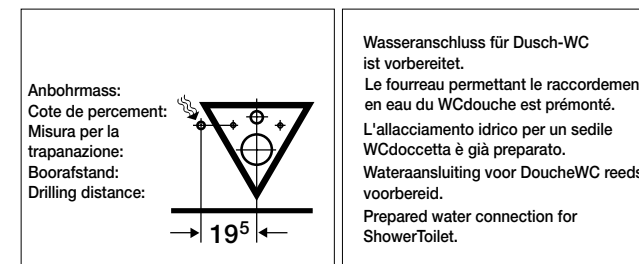 Anbohrmass:
Cote de percement:
Misura per la
trapanazione:
Boorafstand:
Drilling distance:
19⁵
Wasseranschluss für Dusch-WC
ist vorbereitet.
Le fourreau permettant le raccordemen
en eau du WCdouche est prémonté.
L'allacciamento idrico per un sedile
WCdoccetta è già preparato.
Wateraansluiting voor DoucheWC reeds
voorbereid.
Prepared water connection for
ShowerToilet.